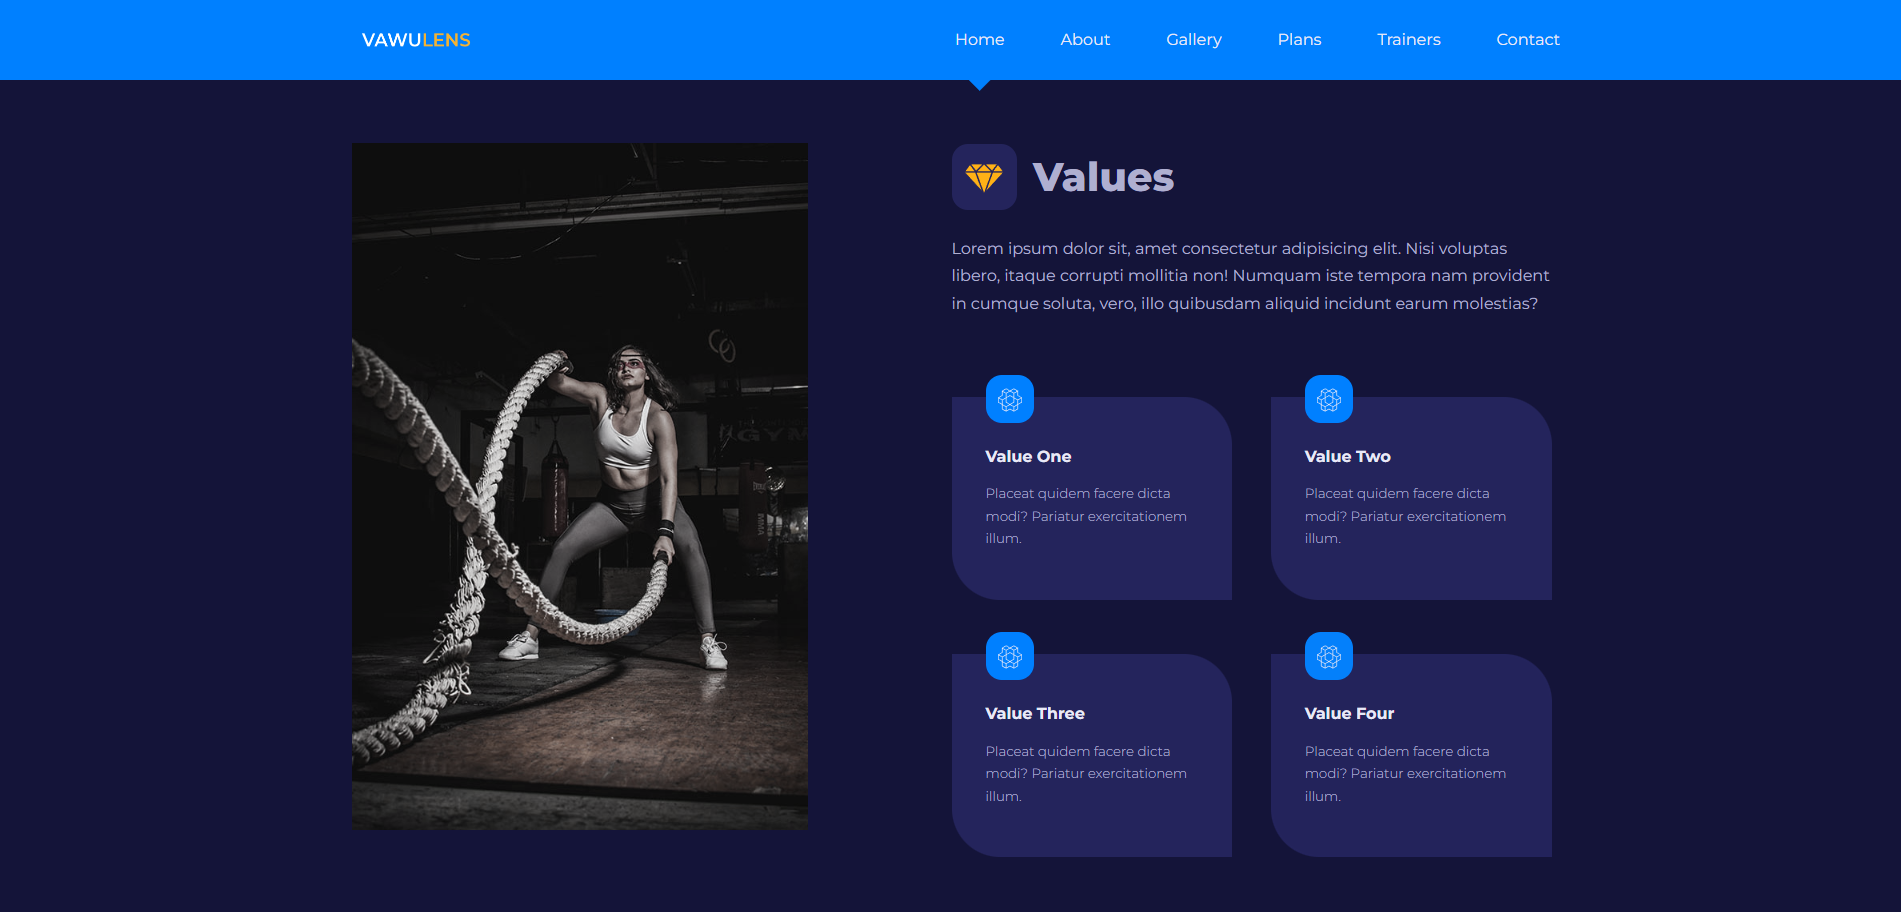 VAWULENS
Home About Gallery Plans Trainers Contact
Values
Lorem ipsum dolor sit, amet consectetur adipisicing elit. Nisi voluptas
libero, itaque corrupti mollitia non! Numquam iste tempora nam provident
in cumque soluta, vero, illo quibusdam aliquid incidunt earum molestias?
Value One
Placeat quidem facere dicta
modi? Pariatur exercitationem
illum.
Value Two
Placeat quidem facere dicta
modi? Pariatur exercitationem
illum.
Value Three
Placeat quidem facere dicta
modi? Pariatur exercitationem
illum.
Value Four
Placeat quidem facere dicta
modi? Pariatur exercitationem
illum.
GYM